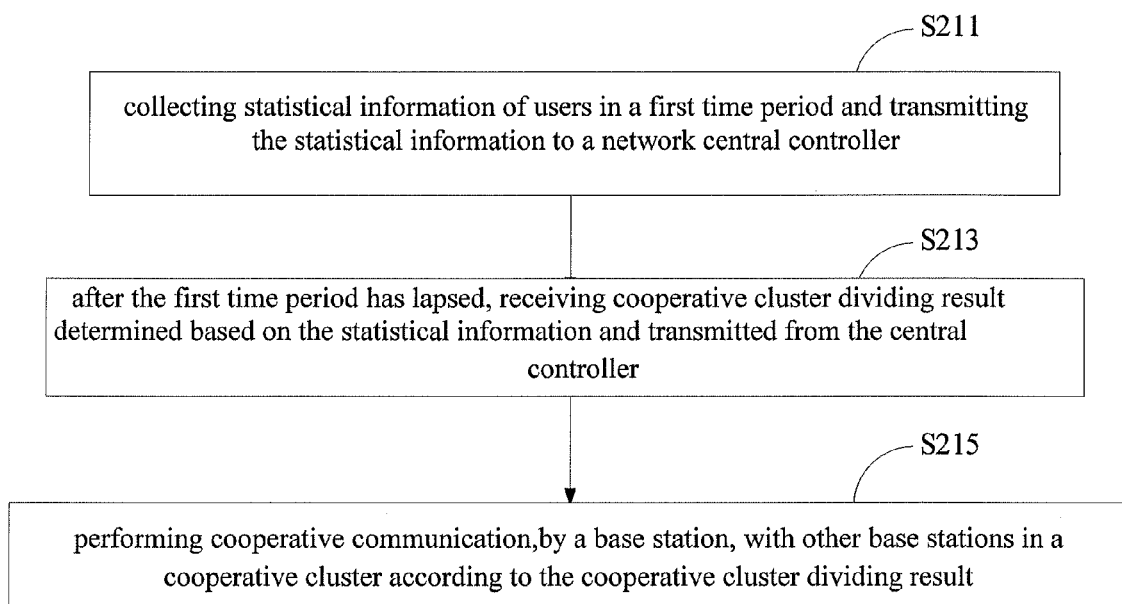 S211
collecting statistical information of users in a first time period and transmitting
the statistical information to a network central controller
S213
after the first time period has lapsed, receiving cooperative cluster dividing result
determined based on the statistical information and transmitted from the central
controller
S215
performing cooperative communication,by a base station, with other base stations in a
cooperative cluster according to the cooperative cluster dividing result